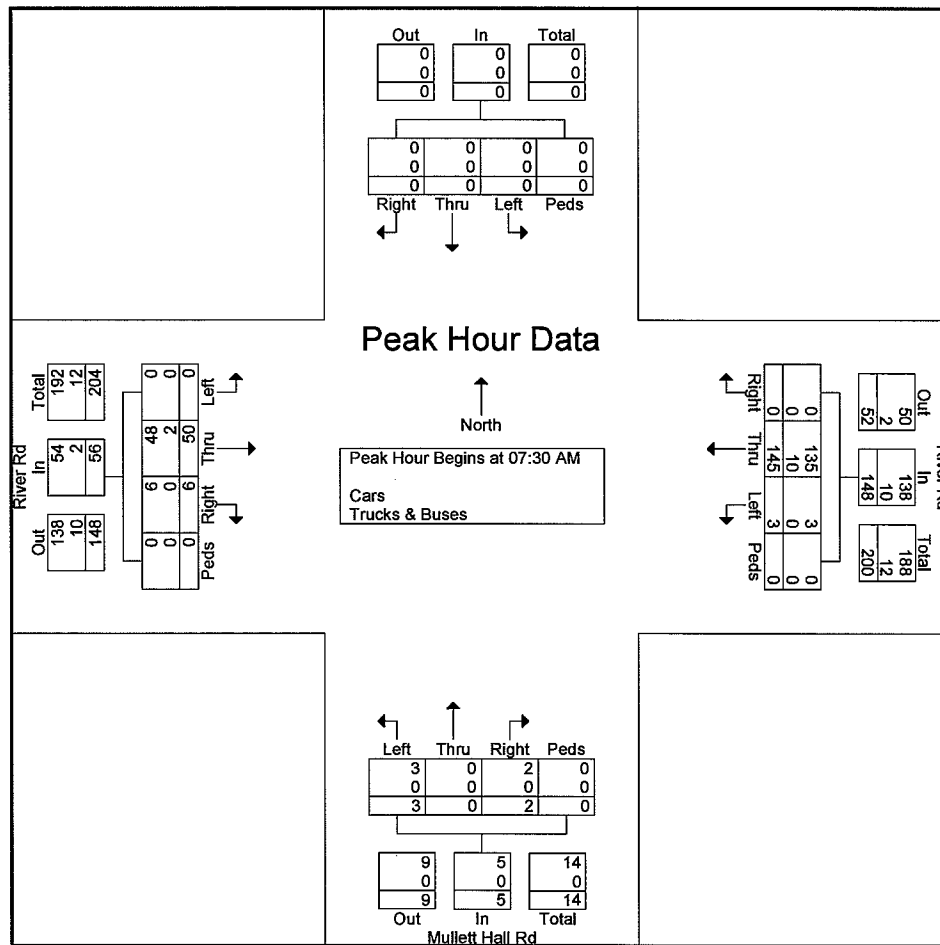 Out In Total
0 0 0
0 0 0
0 0 0
0 0 0 0
0 0 0 0
0 0 0 0
Right Thru Left Peds
Peak Hour Data
North
Peak Hour Begins at 07:30 AM
Cars
Trucks & Buses
River Rd
Total In Out
192 54 138
12 2 10
204 56 148
0 48 6 0
0 2 0 0
0 50 6 0
Left Thru Right Peds
Right Thru Left Peds
0 135 3 0
0 10 0 0
0 145 3 0
Out In Total
50 138 188
2 10 12
52 148 200
Left Thru Right Peds
3 0 2 0
0 0 0 0
3 0 2 0
9 5 14
0 0 0
9 5 14
Out In Total
Mullett Hall Rd